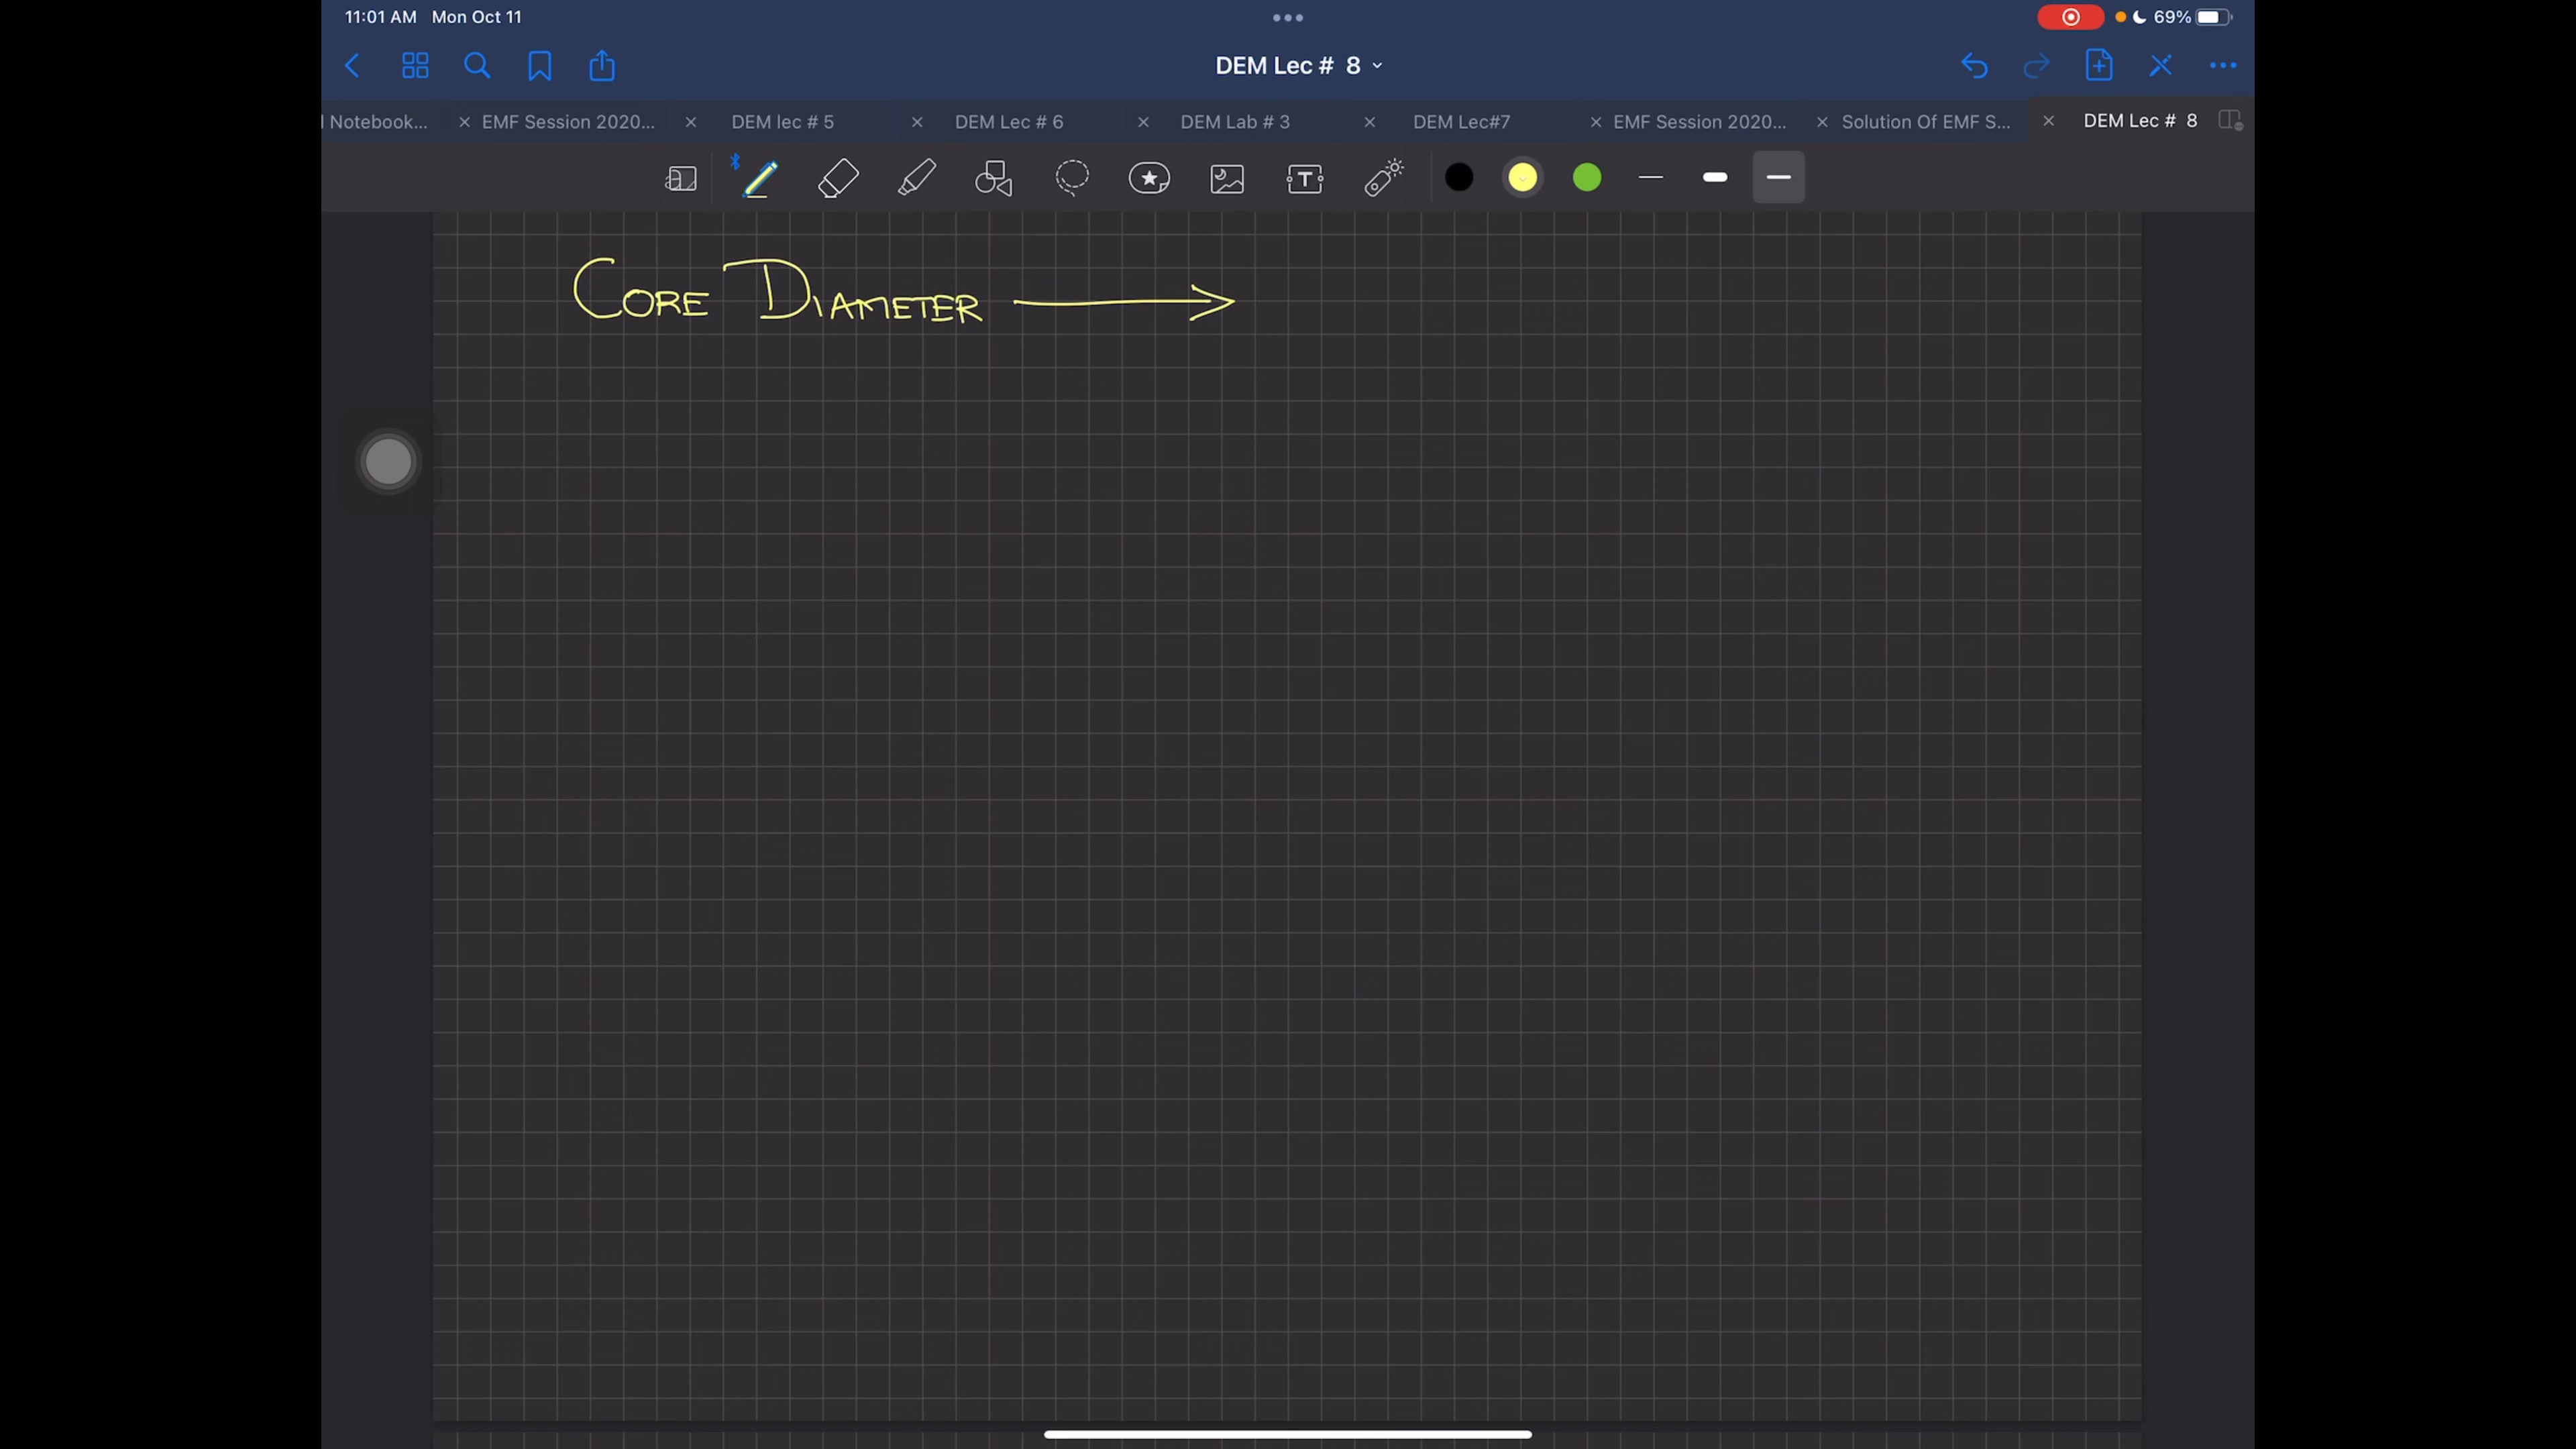 11:01 AM Mon Oct 11
69%
DEM Lec # 8
l Notebook... EMF Session 2020... DEM lec # 5 DEM Lec # 6 DEM Lab # 3 DEM Lec#7 EMF Session 2020... Solution Of EMF S... DEM Lec # 8
CORE DIAMETER